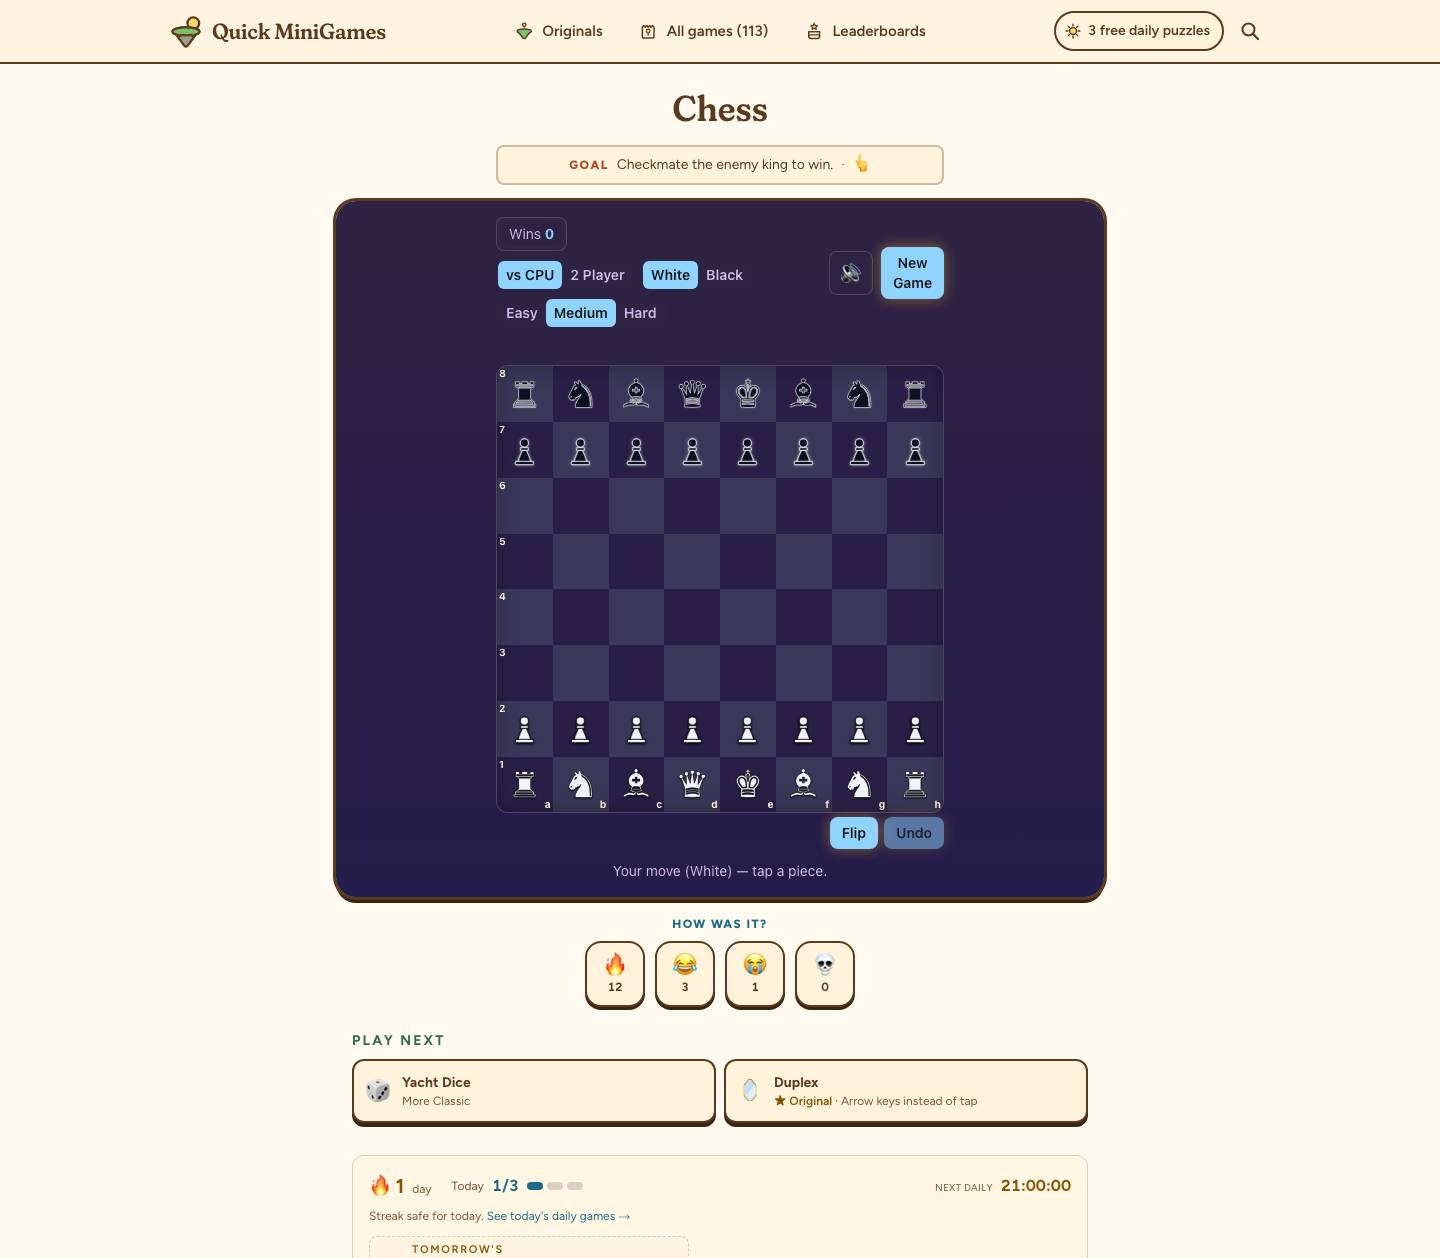 Quick MiniGames
Originals
All games (113)
Leaderboards
3 free daily puzzles
Chess
GOAL Checkmate the enemy king to win. · 👆
Wins 0
vs CPU 2 Player White Black
New
Game
Easy Medium Hard
8
7
6
5
4
3
2
1
a b c d e f g h
Flip Undo
Your move (White) — tap a piece.
HOW WAS IT?
12 3 1 0
PLAY NEXT
Yacht Dice
More Classic
Duplex
Original · Arrow keys instead of tap
1 day Today 1/3 NEXT DAILY 21:00:00
Streak safe for today. See today's daily games →
TOMORROW'S